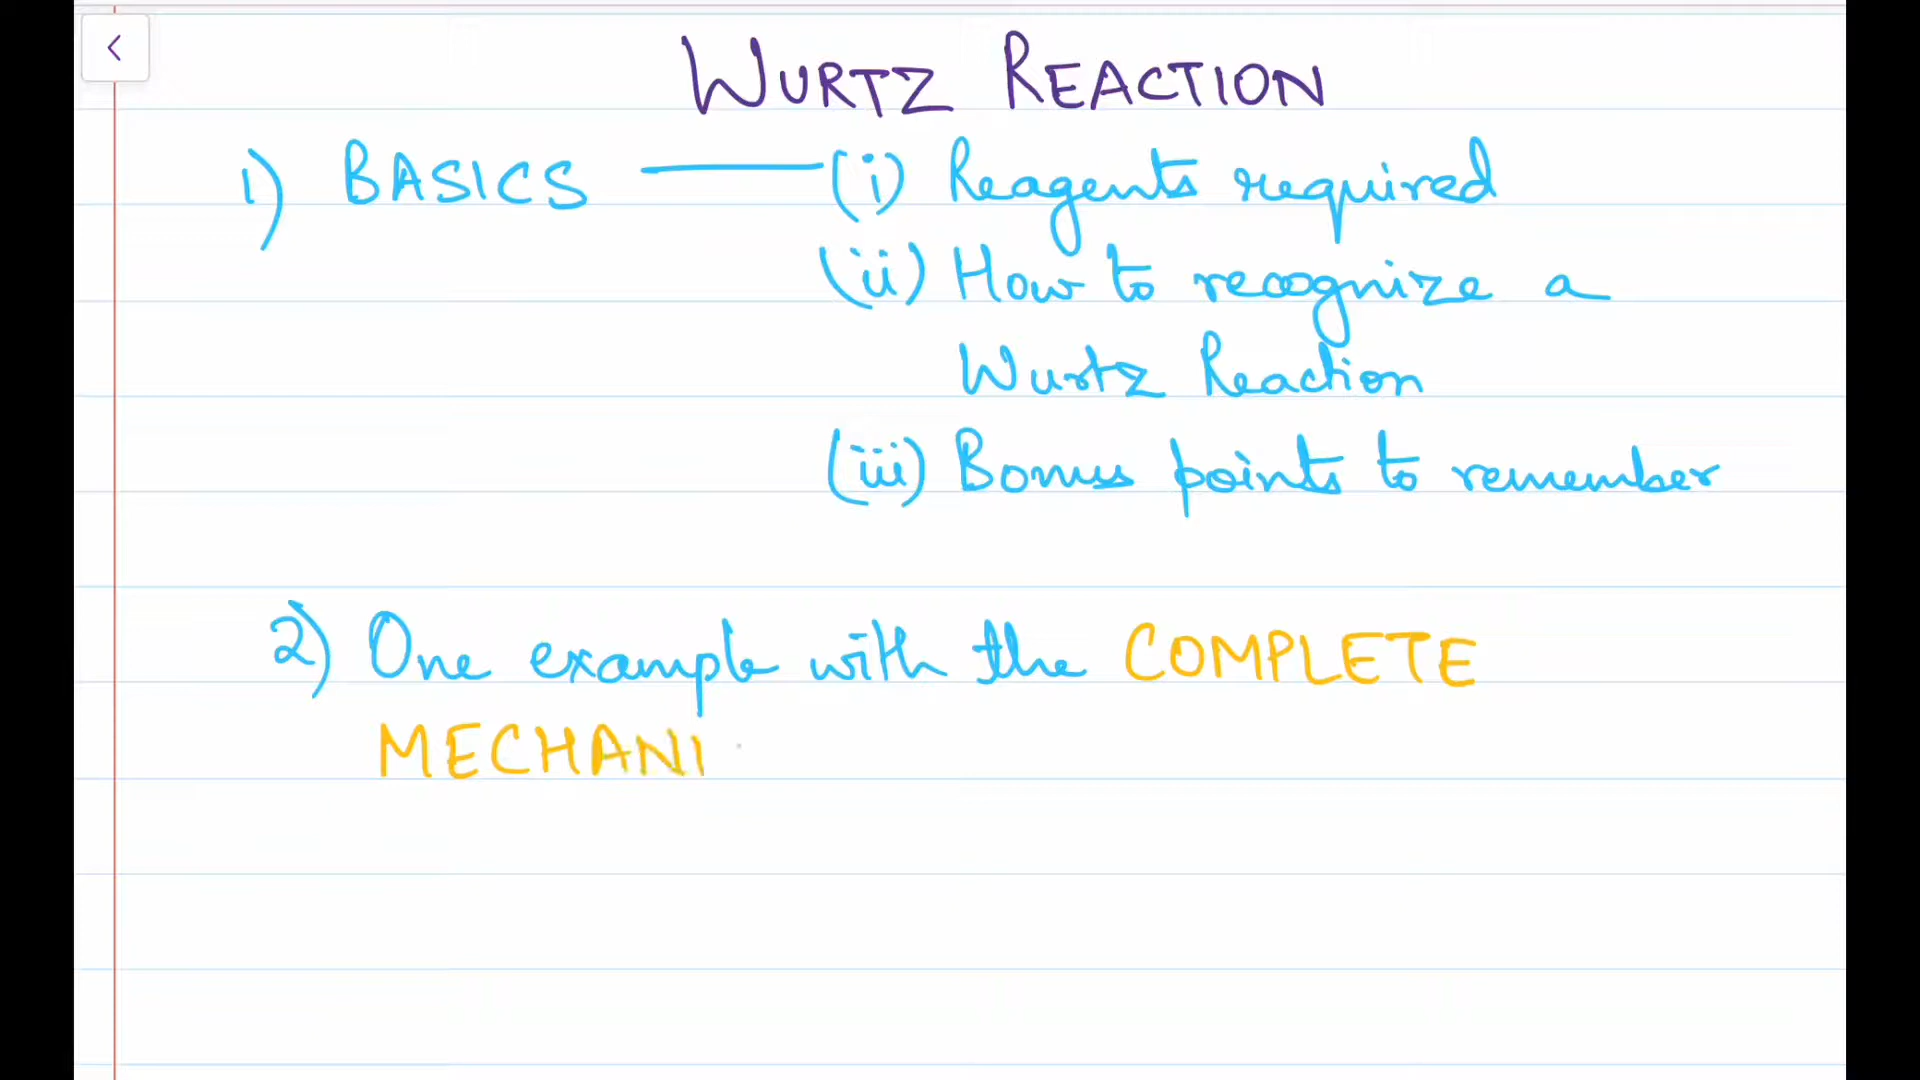 WURTZ REACTION
1) BASICS — (i) Reagents required
(ii) How to recognize a
Wurtz Reaction
(iii) Bonus points to remember
2) One example with the COMPLETE
MECHANI